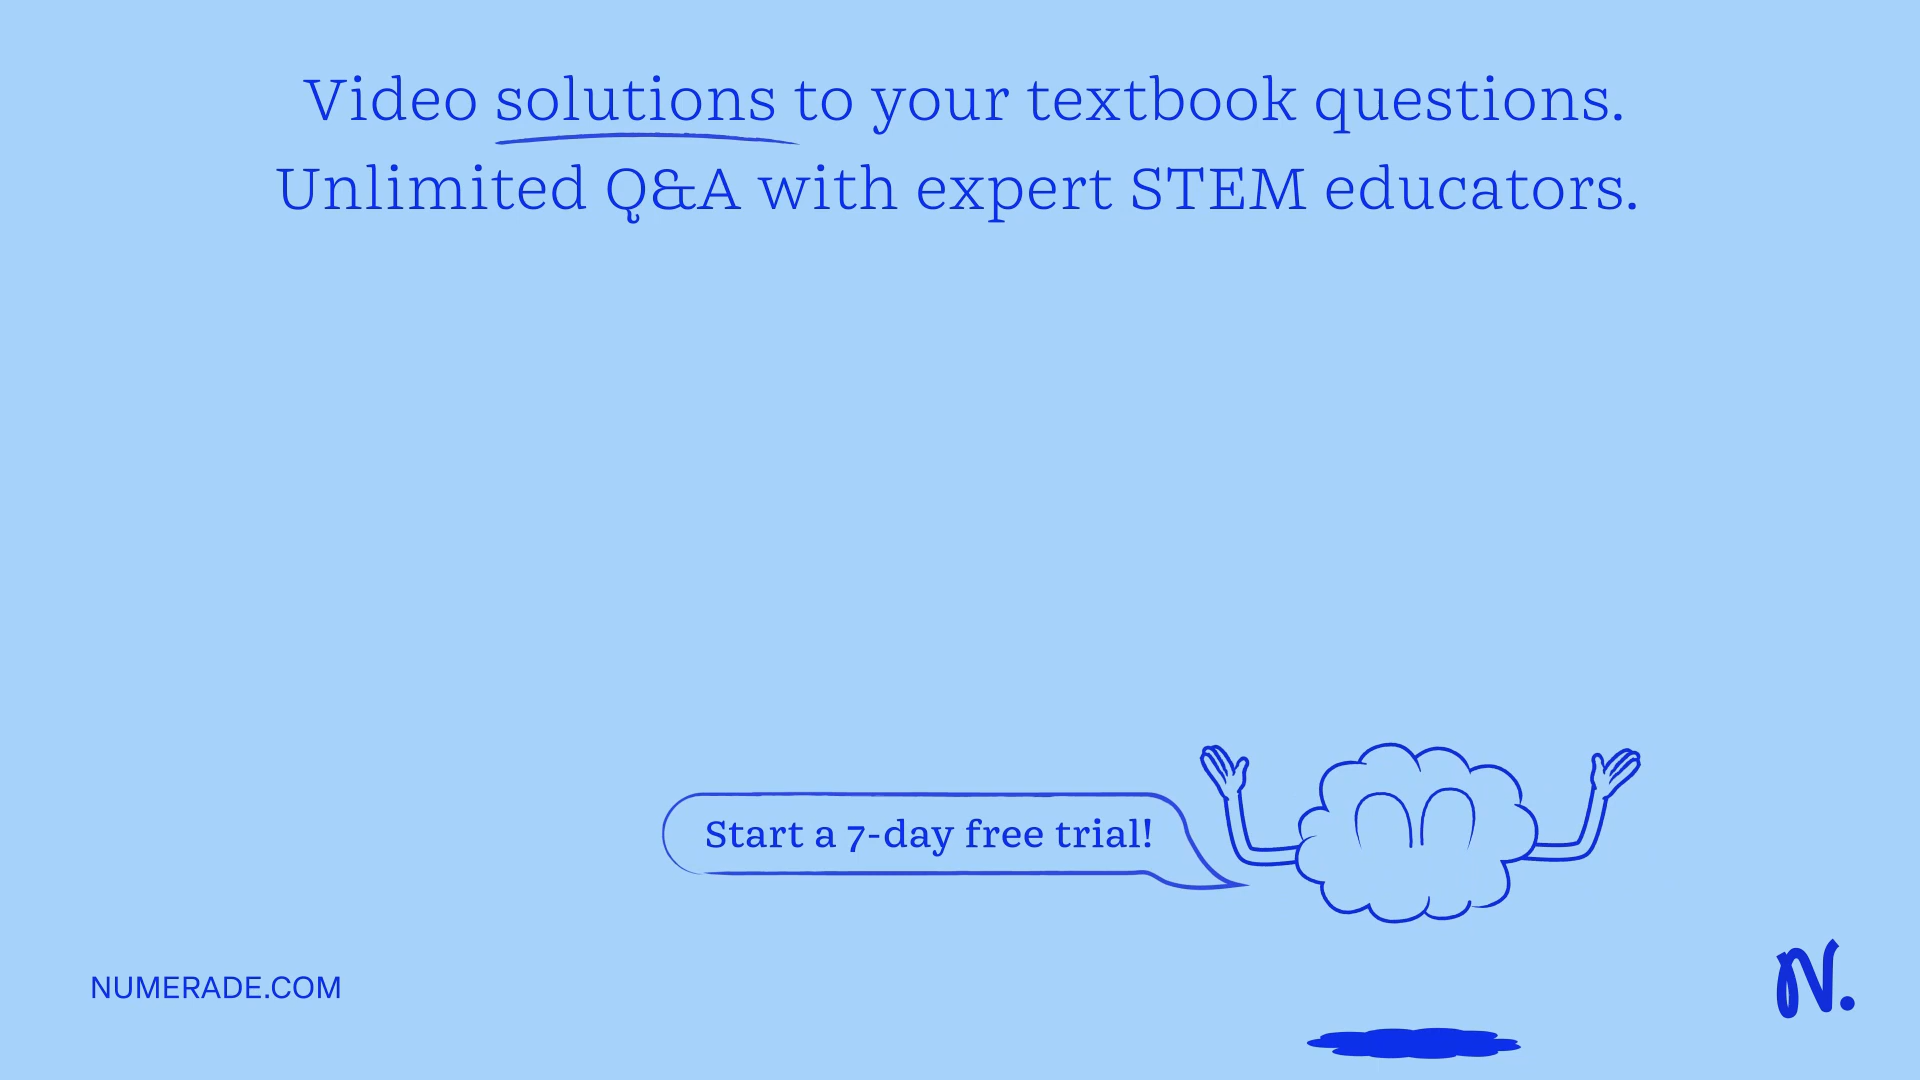 Video solutions to your textbook questions.
Unlimited Q&A with expert STEM educators.
Start a 7-day free trial!
NUMERADE.COM
N.